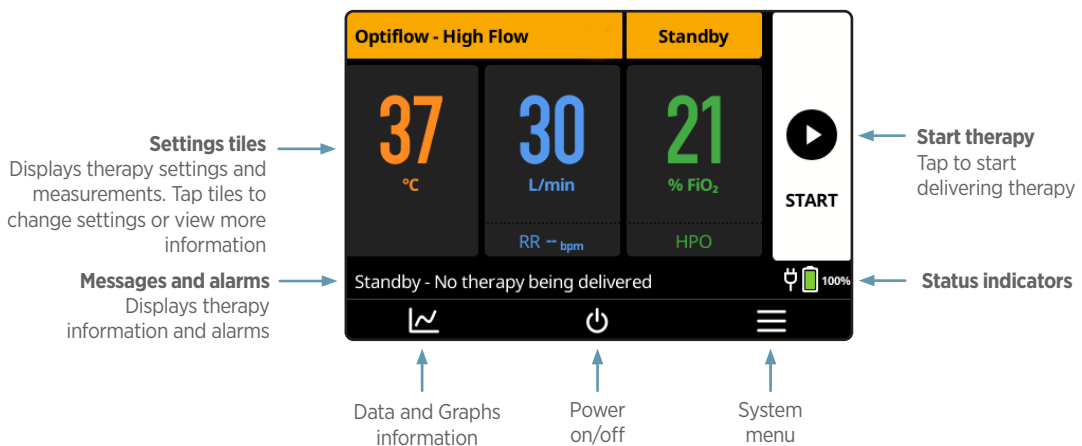 Optiflow - High Flow
Standby
37
°C
30
L/min
RR -- bpm
21
% FiO₂
HPO
START
Standby - No therapy being delivered
100%
Settings tiles
Displays therapy settings and
measurements. Tap tiles to
change settings or view more
information
Messages and alarms
Displays therapy
information and alarms
Start therapy
Tap to start
delivering therapy
Status indicators
Data and Graphs
information
Power
on/off
System
menu